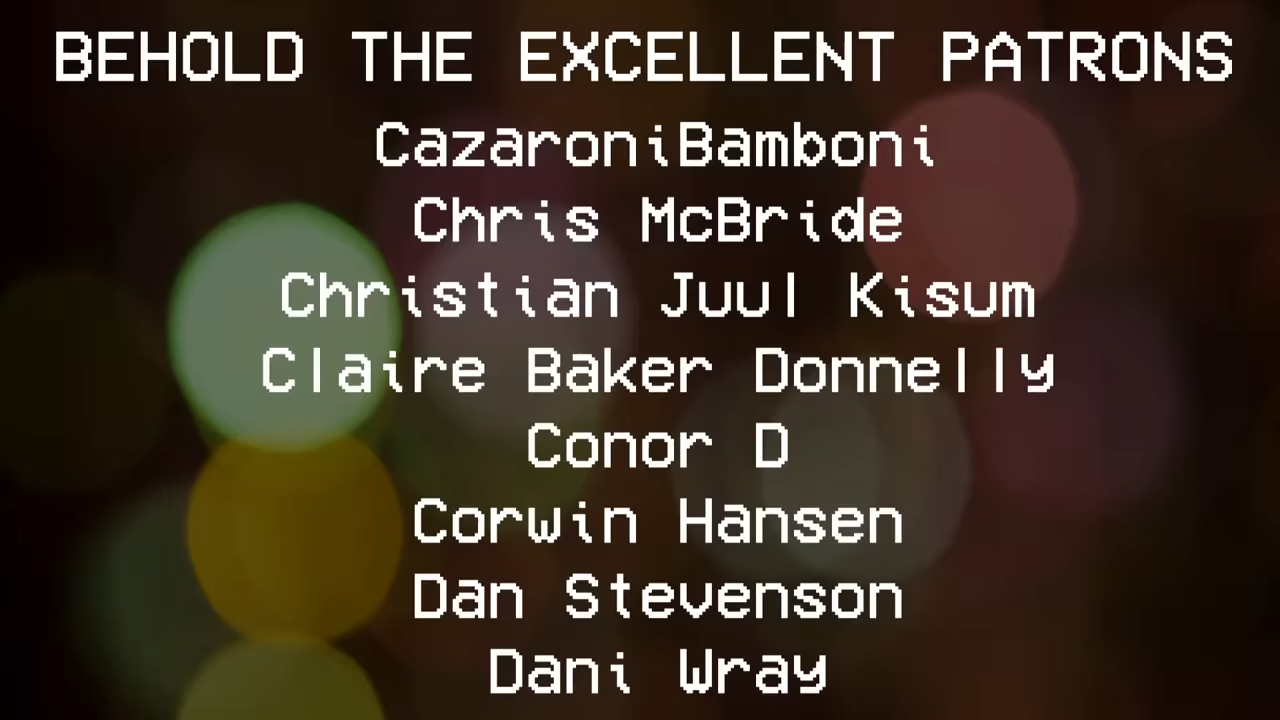 BEHOLD THE EXCELLENT PATRONS
CazaroniBamboni
Chris McBride
Christian Juul Kisum
Claire Baker Donnelly
Conor D
Corwin Hansen
Dan Stevenson
Dani Wray